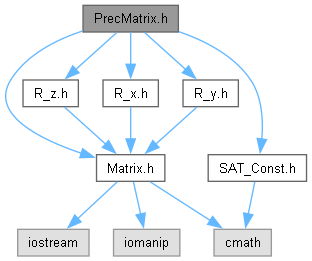 PrecMatrix.h
R_z.h
R_x.h
R_y.h
Matrix.h
SAT_Const.h
iostream
iomanip
cmath